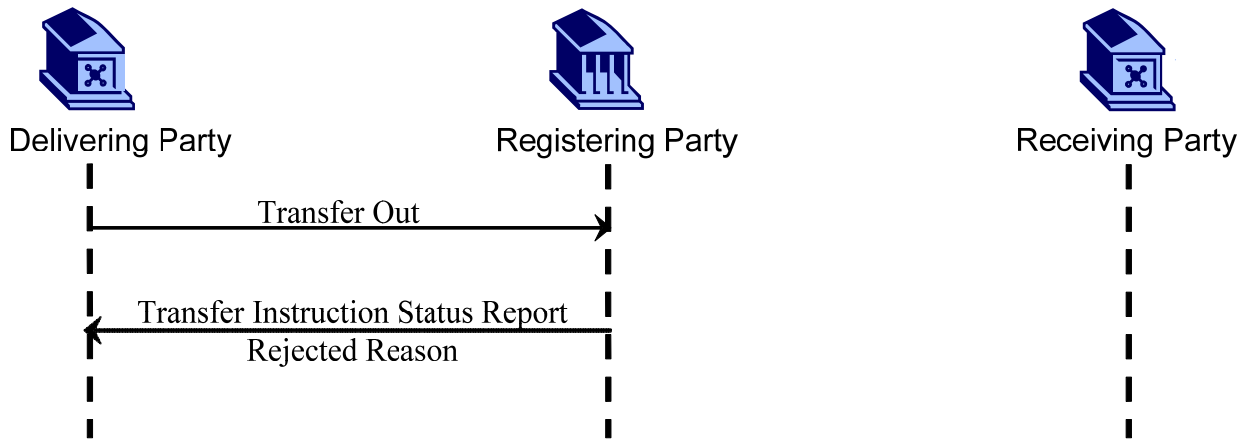 Delivering Party
Registering Party
Receiving Party
Transfer Out
Transfer Instruction Status Report
Rejected Reason